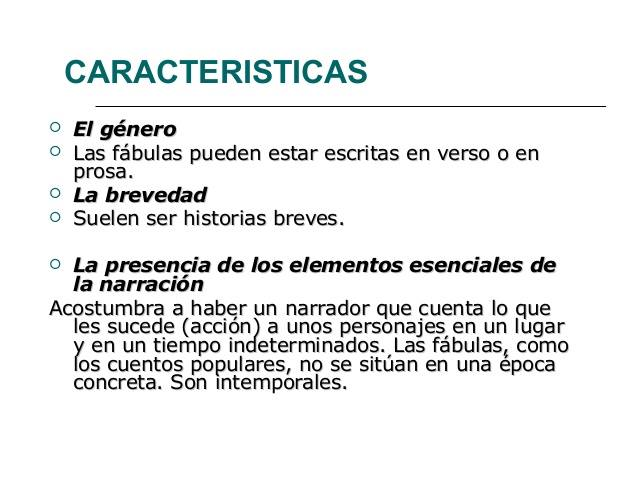 CARACTERISTICAS
El género
Las fábulas pueden estar escritas en verso o en
prosa.
La brevedad
Suelen ser historias breves.
La presencia de los elementos esenciales de
la narración
Acostumbra a haber un narrador que cuenta lo que
les sucede (acción) a unos personajes en un lugar
y en un tiempo indeterminados. Las fábulas, como
los cuentos populares, no se sitúan en una época
concreta. Son intemporales.